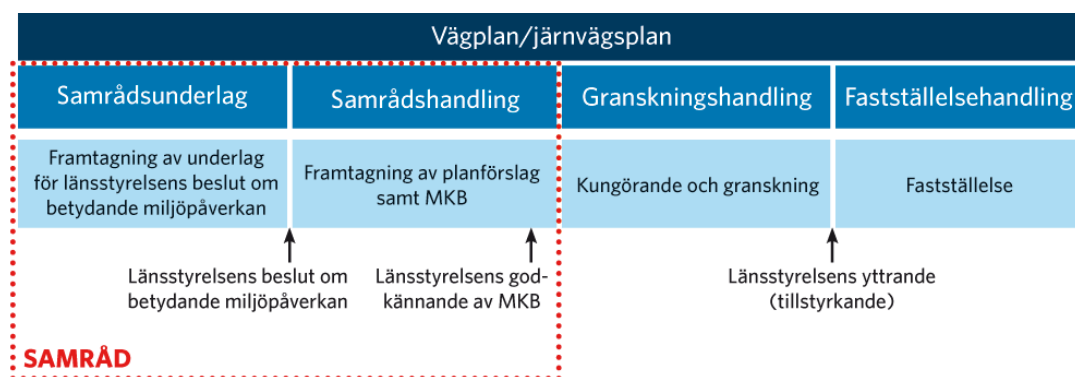 Vägplan/järnvägsplan
Samrådsunderlag
Samrådshandling
Granskningshandling
Fastställelsehandling
Framtagning av underlag
för länsstyrelsens beslut om
betydande miljöpåverkan
Framtagning av planförslag
samt MKB
Kungörande och granskning
Fastställelse
Länsstyrelsens beslut om
betydande miljöpåverkan
Länsstyrelsens god-
kännande av MKB
Länsstyrelsens yttrande
(tillstyrkande)
SAMRÅD